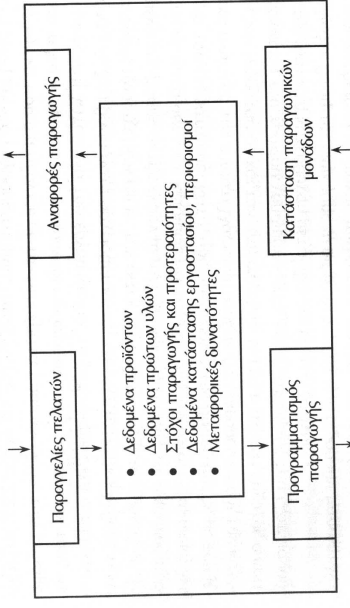 Παραγγελίες πελατών
Αναφορές παραγωγής
• Δεδομένα προϊόντων
• Δεδομένα πρώτων υλών
• Στόχοι παραγωγής και προτεραιότητες
• Δεδομένα κατάστασης εργοστασίου, περιορισμοί
• Μεταφορικές δυνατότητες
Προγραμματισμός
παραγωγής
Κατάσταση παραγωγικών
μονάδων